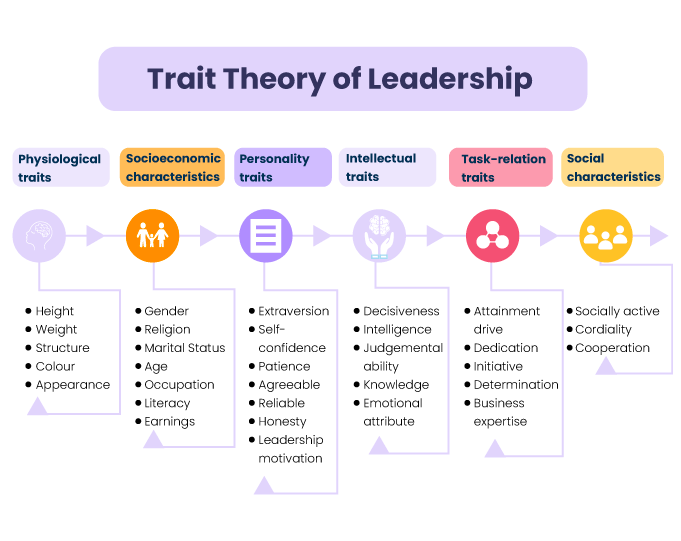 Trait Theory of Leadership
Physiological
traits
Socioeconomic
characteristics
Personality
traits
Intellectual
traits
Task-relation
traits
Social
characteristics
Height
Weight
Structure
Colour
Appearance
Gender
Religion
Marital Status
Age
Occupation
Literacy
Earnings
Extraversion
Self-
confidence
Patience
Agreeable
Reliable
Honesty
Leadership
motivation
Decisiveness
Intelligence
Judgemental
ability
Knowledge
Emotional
attribute
Attainment
drive
Dedication
Initiative
Determination
Business
expertise
Socially active
Cordiality
Cooperation